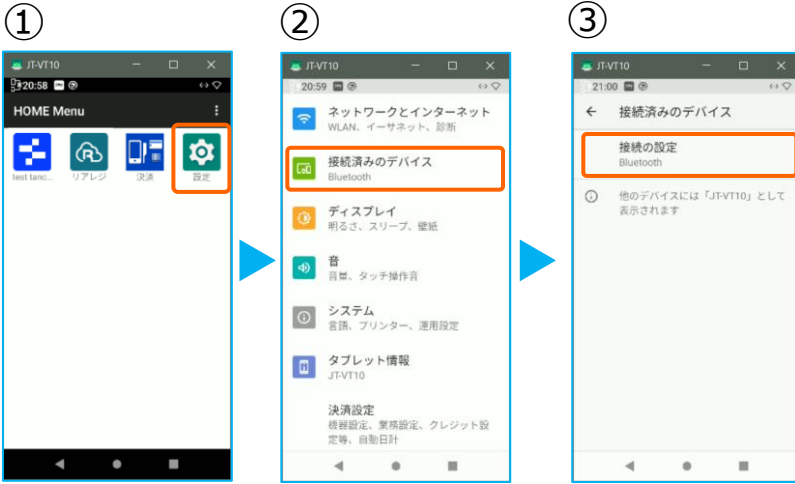 ①
JT-VT10
20:58
HOME Menu
test tanc...
リアレジ
決済
設定
②
JT-VT10
20:59
ネットワークとインターネット
WLAN、イーサネット、診断
接続済みのデバイス
Bluetooth
ディスプレイ
明るさ、スリープ、壁紙
音
音量、タッチ操作音
システム
言語、プリンター、運用設定
タブレット情報
JT-VT10
決済設定
機器設定、業務設定、クレジット設
定等、自動日計
③
JT-VT10
21:00
接続済みのデバイス
接続の設定
Bluetooth
他のデバイスには「JT-VT10」として
表示されます